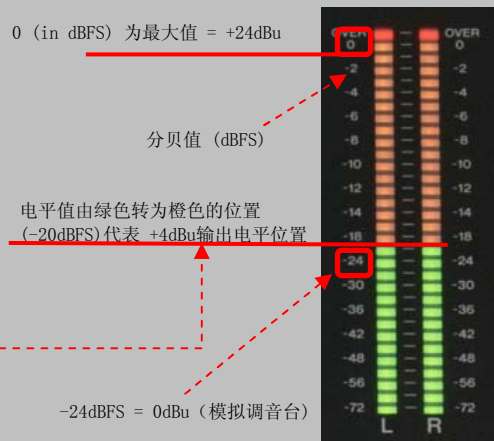 0 (in dBFS) 为最大值 = +24dBu
分贝值 (dBFS)
电平值由绿色转为橙色的位置
(-20dBFS)代表 +4dBu输出电平位置
-24dBFS = 0dBu（模拟调音台）
OVER OVER
0 0
-2 -2
-4 -4
-6 -6
-8 -8
-10 -10
-12 -12
-14 -14
-18 -18
-24 -24
-30 -30
-36 -36
-42 -42
-48 -48
-56 -56
-72 -72
L R